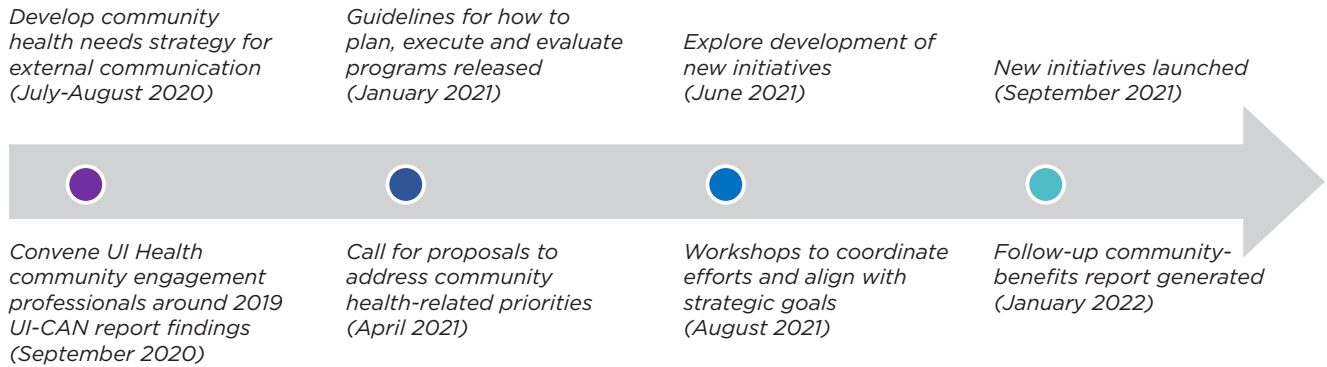 Develop community
health needs strategy for
external communication
(July-August 2020)
Guidelines for how to
plan, execute and evaluate
programs released
(January 2021)
Explore development of
new initiatives
(June 2021)
New initiatives launched
(September 2021)
Convene UI Health
community engagement
professionals around 2019
UI-CAN report findings
(September 2020)
Call for proposals to
address community
health-related priorities
(April 2021)
Workshops to coordinate
efforts and align with
strategic goals
(August 2021)
Follow-up community-
benefits report generated
(January 2022)